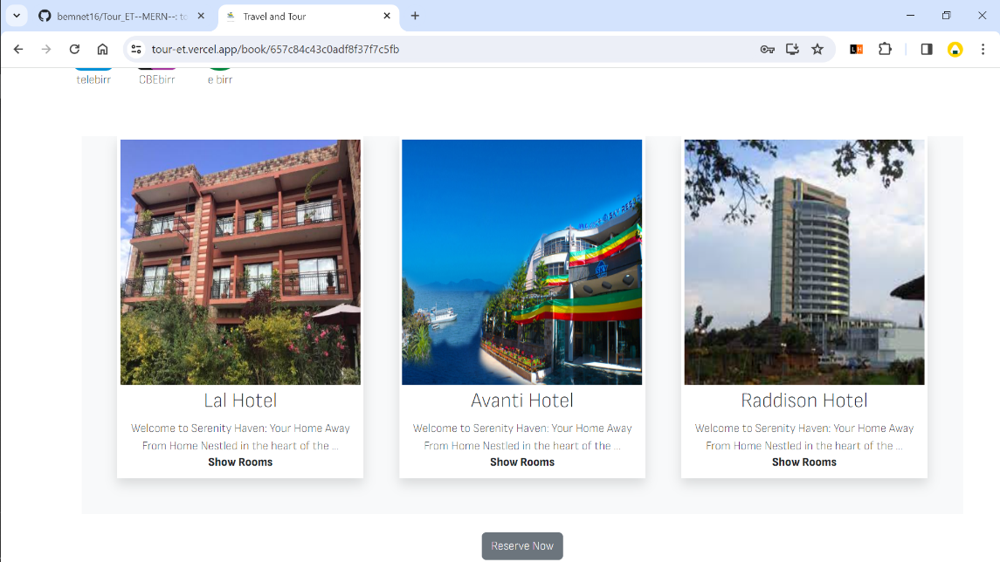 bemnet16/Tour_ET--MERN--: to
Travel and Tour
tour-et.vercel.app/book/657c84c43c0adf8f37f7c5fb
telebirr
CBEbirr
e birr
Lal Hotel
Avanti Hotel
Raddison Hotel
Welcome to Serenity Haven: Your Home Away
From Home Nestled in the heart of the ...
Show Rooms
Welcome to Serenity Haven: Your Home Away
From Home Nestled in the heart of the ...
Show Rooms
Welcome to Serenity Haven: Your Home Away
From Home Nestled in the heart of the ...
Show Rooms
Reserve Now